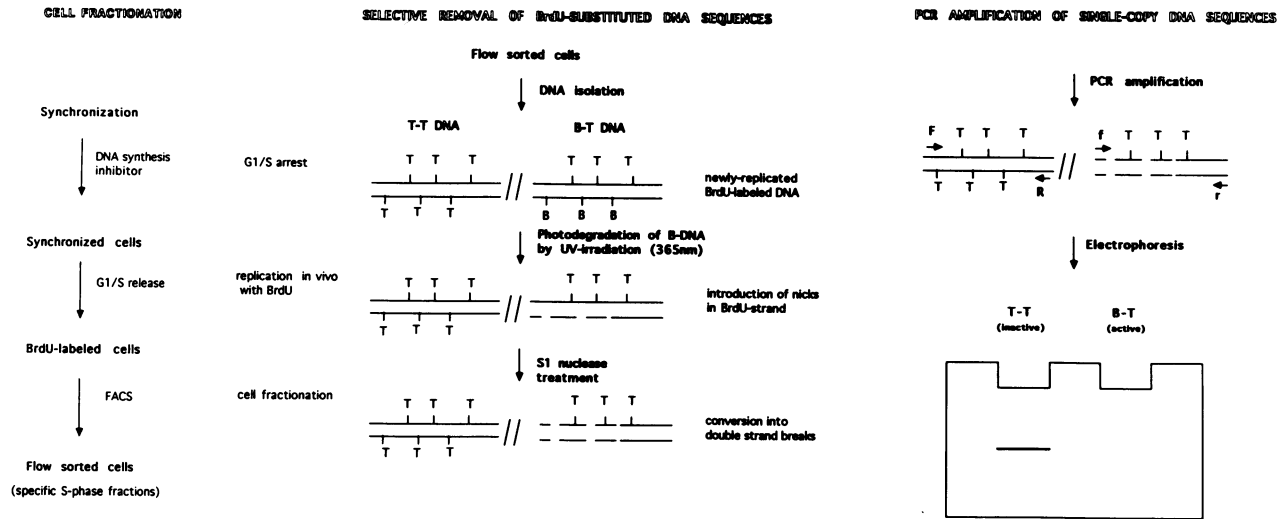 CELL FRACTIONATION
Synchronization
DNA synthesis
inhibitor
G1/S arrest
Synchronized cells
G1/S release
replication in vivo
with BrdU
BrdU-labeled cells
FACS
cell fractionation
Flow sorted cells
(specific S-phase fractions)
SELECTIVE REMOVAL OF BrdU-SUBSTITUTED DNA SEQUENCES
Flow sorted cells
DNA isolation
T-T DNA
B-T DNA
T T T
T T T
T T T
B B B
newly-replicated
BrdU-labeled DNA
Photodegradation of B-DNA
by UV-irradiation (365nm)
T T T
T T T
T T T
introduction of nicks
in BrdU-strand
S1 nuclease
treatment
T T T
T T T
T T T
conversion into
double strand breaks
PCR AMPLIFICATION OF SINGLE-COPY DNA SEQUENCES
PCR amplification
F T T T
f T T T
T T T R
r
Electrophoresis
T-T
(inactive)
B-T
(active)